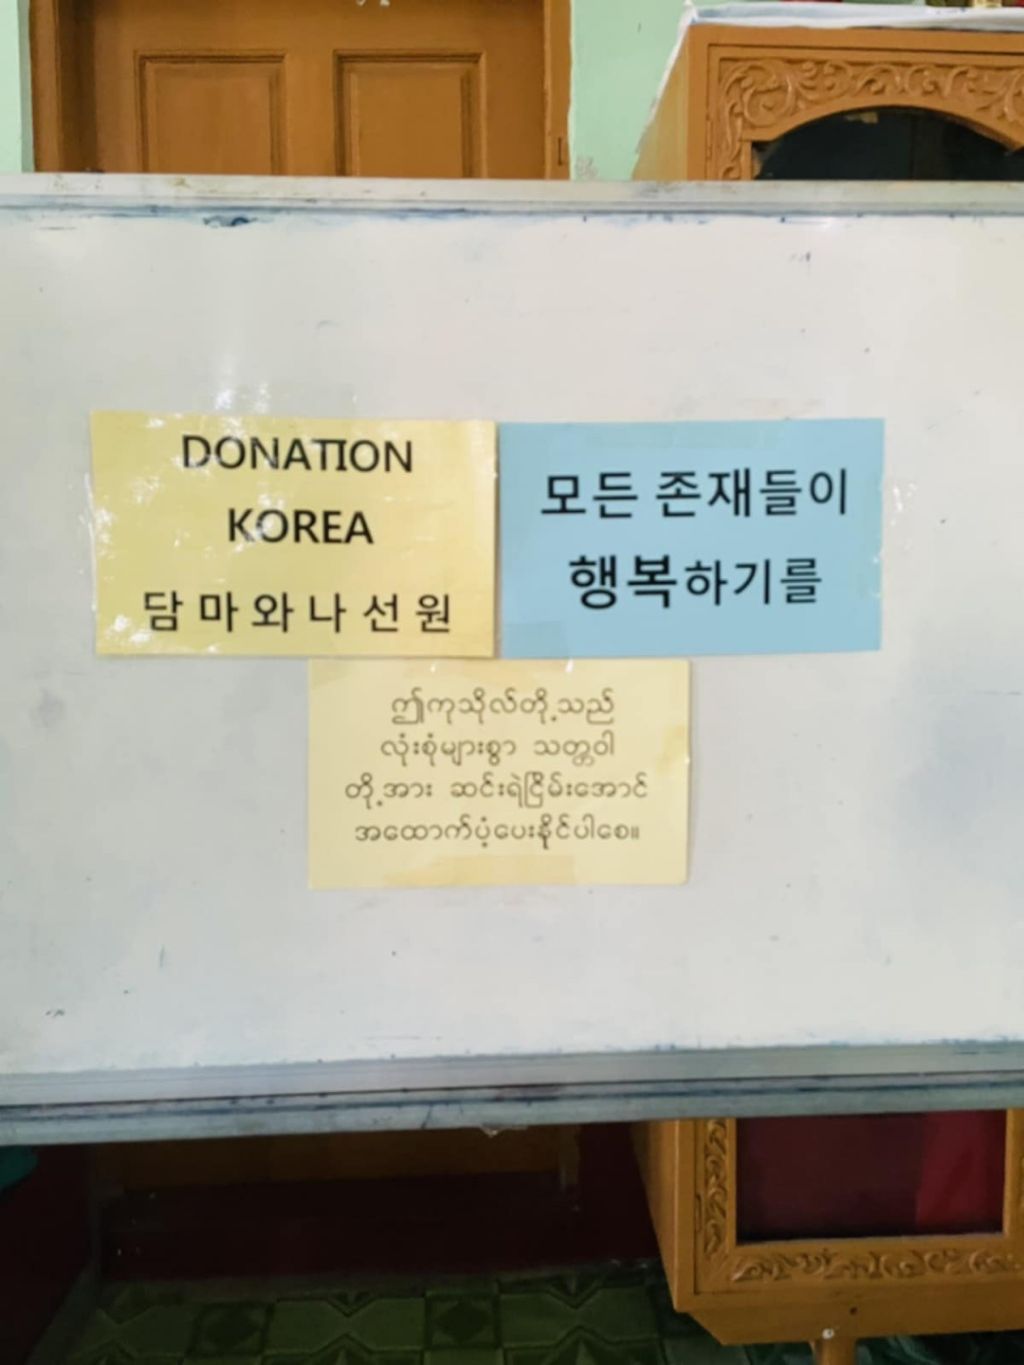 DONATION
KOREA
담마와나선원
모든 존재들이
행복하기를
ဤကုသိုလ်တို့သည်
လုံးစုံများစွာ သတ္တဝါ
တို့အား ဆင်းရဲငြိမ်းအောင်
အထောက်ပံ့ပေးနိုင်ပါစေ။